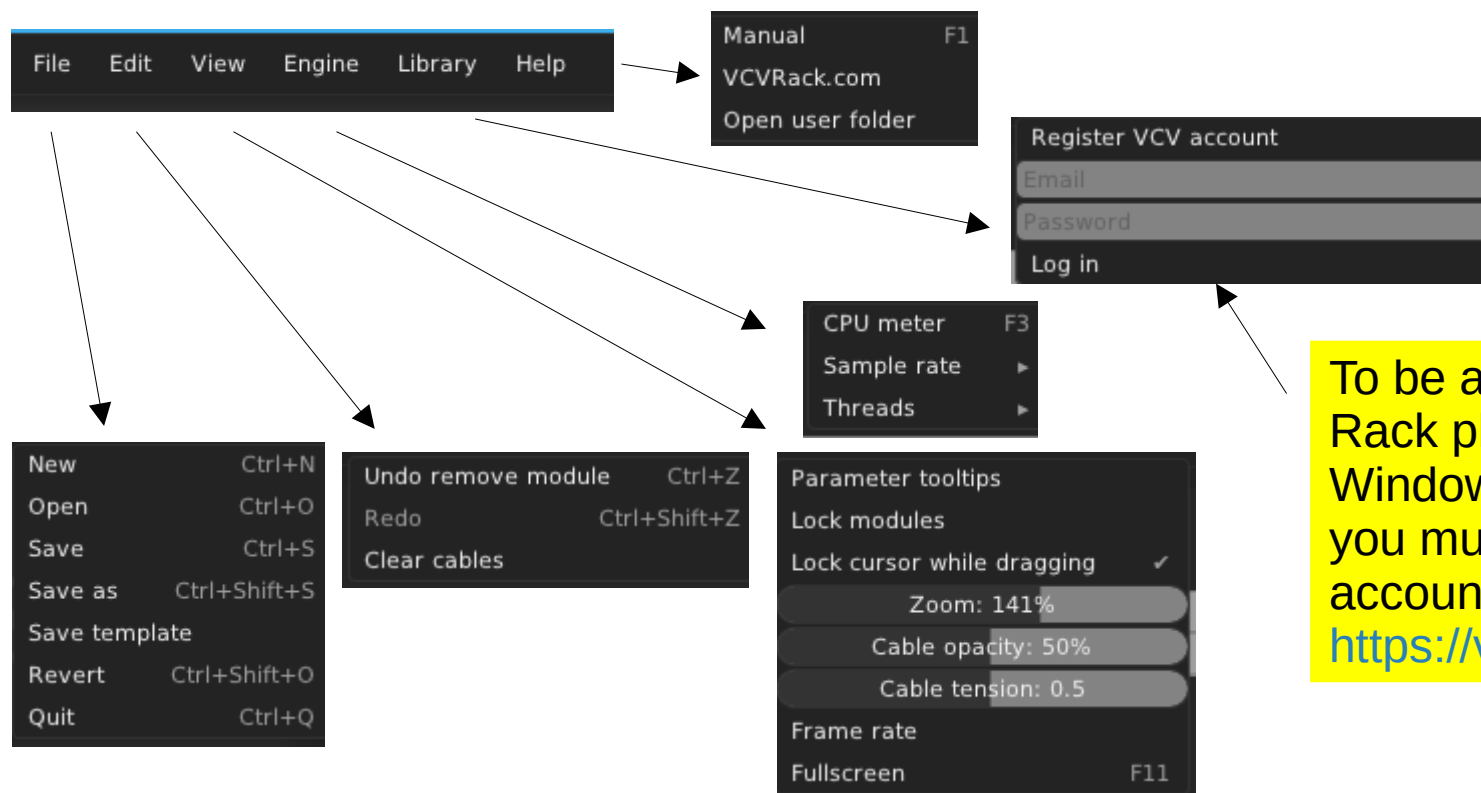 File Edit View Engine Library Help
Manual F1
VCVRack.com
Open user folder
Register VCV account
Email
Password
Log in
CPU meter F3
Sample rate ▸
Threads ▸
New Ctrl+N
Open Ctrl+O
Save Ctrl+S
Save as Ctrl+Shift+S
Save template
Revert Ctrl+Shift+O
Quit Ctrl+Q
Undo remove module Ctrl+Z
Redo Ctrl+Shift+Z
Clear cables
Parameter tooltips
Lock modules
Lock cursor while dragging ✔
Zoom: 141%
Cable opacity: 50%
Cable tension: 0.5
Frame rate
Fullscreen F11
To be
Rack
you